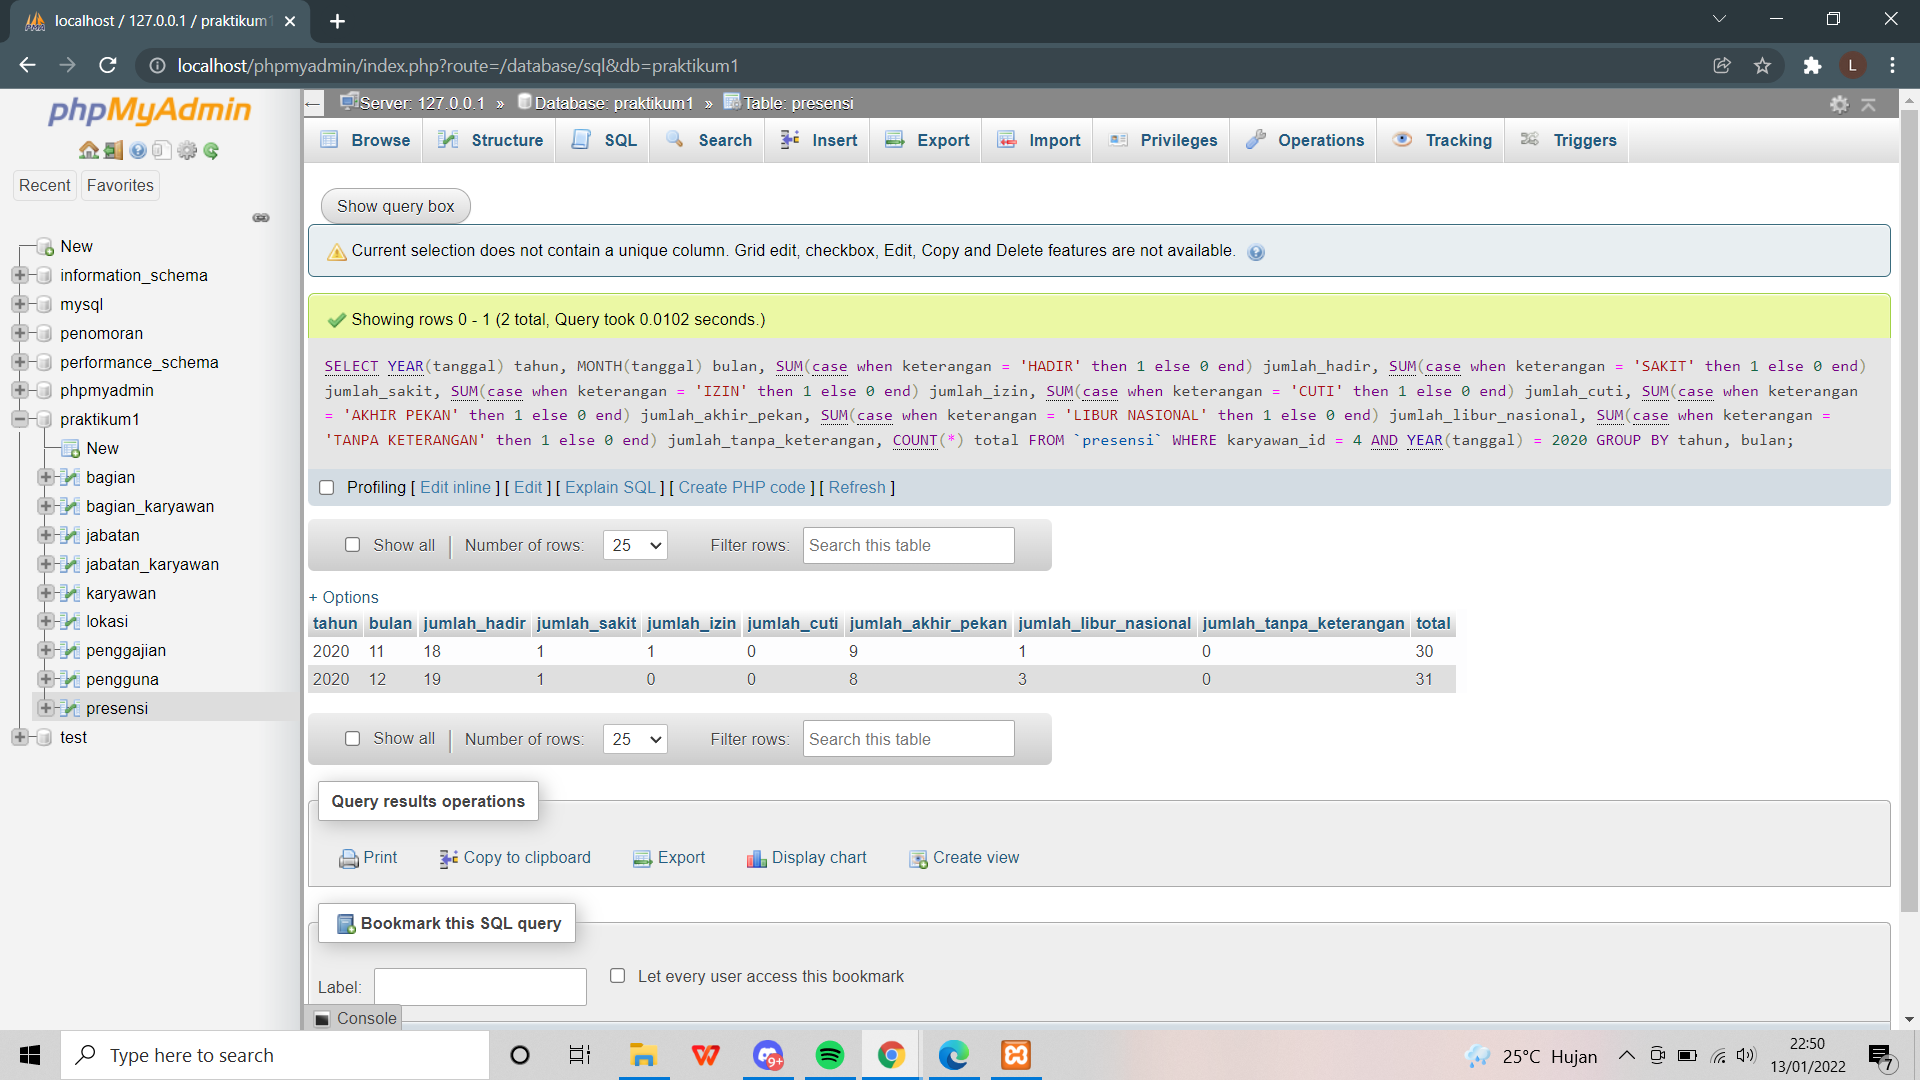 localhost / 127.0.0.1 / praktikum1
localhost/phpmyadmin/index.php?route=/database/sql&db=praktikum1
L
phpMyAdmin
Server: 127.0.0.1 » Database: praktikum1 » Table: presensi
Browse Structure SQL Search Insert Export Import Privileges Operations Tracking Triggers
Recent Favorites
New
information_schema
mysql
penomoran
performance_schema
phpmyadmin
praktikum1
New
bagian
bagian_karyawan
jabatan
jabatan_karyawan
karyawan
lokasi
penggajian
pengguna
presensi
test
Show query box
Current selection does not contain a unique column. Grid edit, checkbox, Edit, Copy and Delete features are not available.
Showing rows 0 - 1 (2 total, Query took 0.0102 seconds.)
SELECT YEAR(tanggal) tahun, MONTH(tanggal) bulan, SUM(case when keterangan = 'HADIR' then 1 else 0 end) jumlah_hadir, SUM(case when keterangan = 'SAKIT' then 1 else 0 end)
jumlah_sakit, SUM(case when keterangan = 'IZIN' then 1 else 0 end) jumlah_izin, SUM(case when keterangan = 'CUTI' then 1 else 0 end) jumlah_cuti, SUM(case when keterangan
= 'AKHIR PEKAN' then 1 else 0 end) jumlah_akhir_pekan, SUM(case when keterangan = 'LIBUR NASIONAL' then 1 else 0 end) jumlah_libur_nasional, SUM(case when keterangan =
'TANPA KETERANGAN' then 1 else 0 end) jumlah_tanpa_keterangan, COUNT(*) total FROM `presensi` WHERE karyawan_id = 4 AND YEAR(tanggal) = 2020 GROUP BY tahun, bulan;
Profiling [ Edit inline ] [ Edit ] [ Explain SQL ] [ Create PHP code ] [ Refresh ]
Show all | Number of rows: 25 Filter rows: Search this table
+ Options
tahun bulan jumlah_hadir jumlah_sakit jumlah_izin jumlah_cuti jumlah_akhir_pekan jumlah_libur_nasional jumlah_tanpa_keterangan total
2020 11 18 1 1 0 9 1 0 30
2020 12 19 1 0 0 8 3 0 31
Show all | Number of rows: 25 Filter rows: Search this table
Query results operations
Print Copy to clipboard Export Display chart Create view
Bookmark this SQL query
Label: Let every user access this bookmark
Console
Type here to search
9+
25°C Hujan
22:50
13/01/2022
7